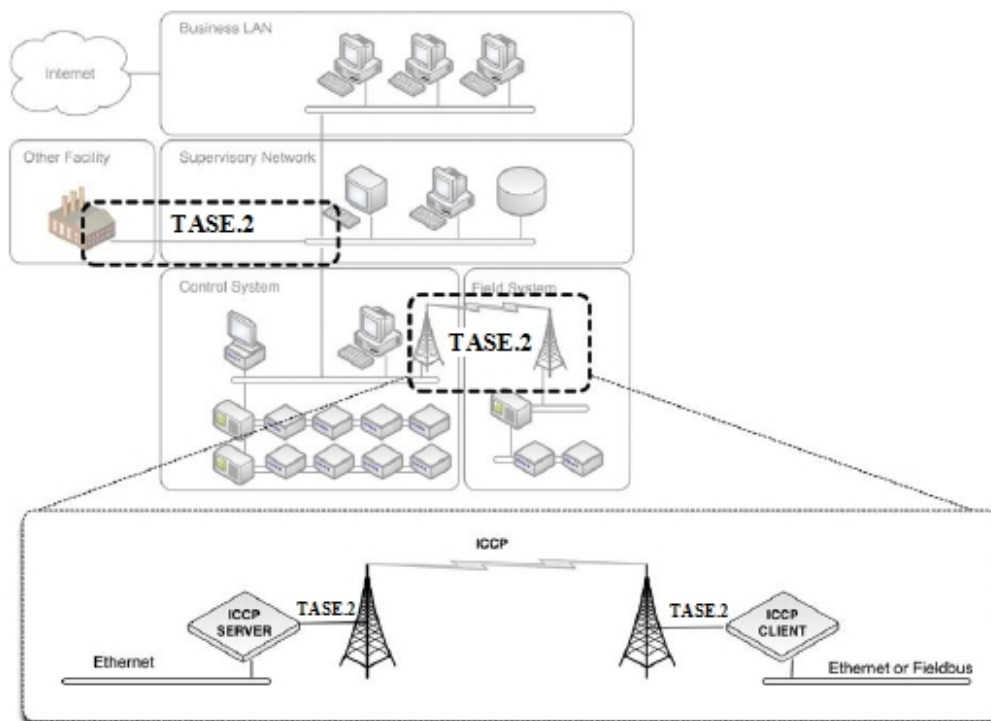 Business LAN
Internet
Other Facility
Supervisory Network
TASE.2
Control System
Field System
TASE.2
ICCP
ICCP
SERVER
TASE.2
TASE.2
ICCP
CLIENT
Ethernet
Ethernet or Fieldbus